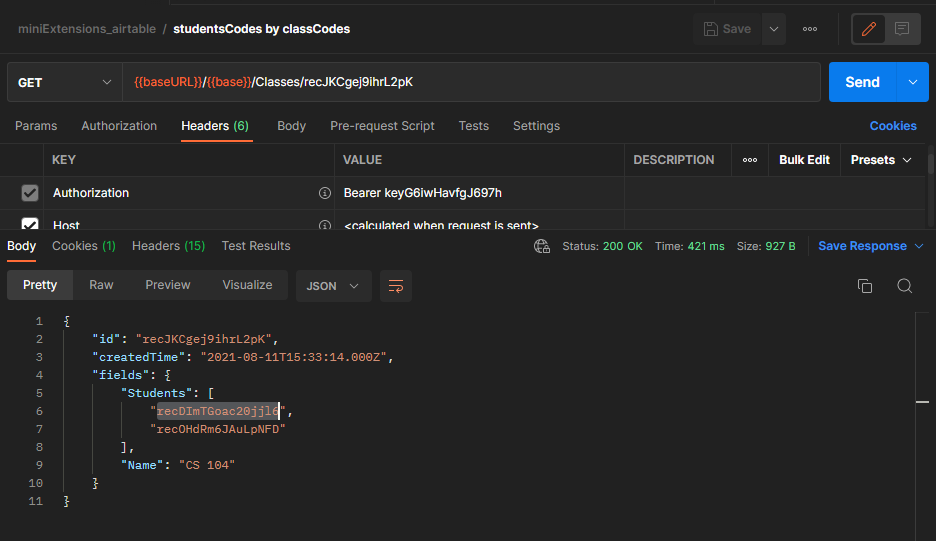 miniExtensions_airtable / studentsCodes by classCodes Save
GET {{baseURL}}/{{base}}/Classes/recJKCgej9ihrL2pK Send
Params Authorization Headers (6) Body Pre-request Script Tests Settings Cookies
KEY VALUE DESCRIPTION Bulk Edit Presets
Authorization Bearer keyG6iwHavfgJ697h
Host <calculated when request is sent>
Body Cookies (1) Headers (15) Test Results Status: 200 OK Time: 421 ms Size: 927 B Save Response
Pretty Raw Preview Visualize JSON
1 {
2 "id": "recJKCgej9ihrL2pK",
3 "createdTime": "2021-08-11T15:33:14.000Z",
4 "fields": {
5 "Students": [
6 "recDImTGoac20jjl6",
7 "recOHdRm6JAuLpNFD"
8 ],
9 "Name": "CS 104"
10 }
11 }